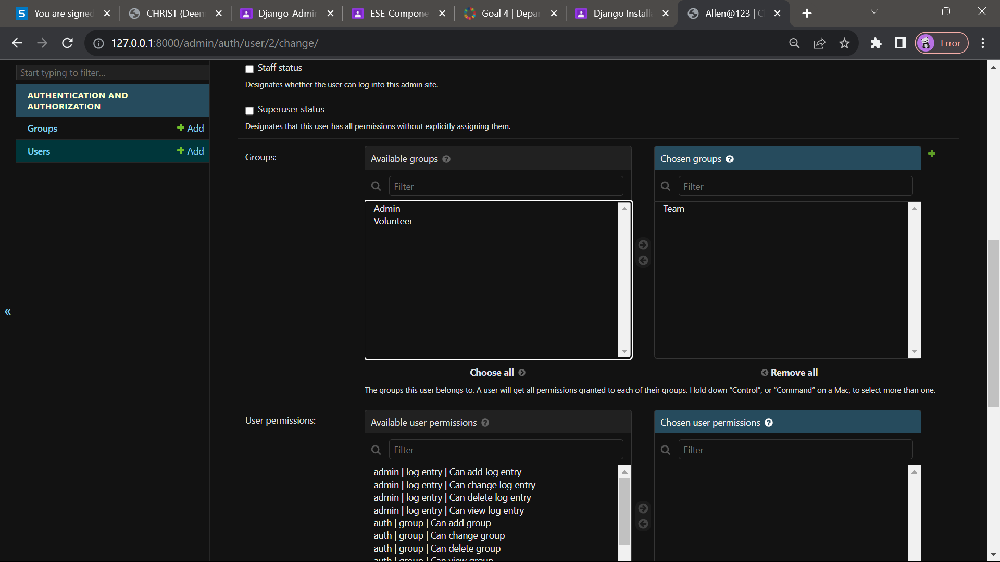 You are signed
CHRIST (Deem
Django-Admin
ESE-Compone
Goal 4 | Depar
Django Install
Allen@123 | C
127.0.0.1:8000/admin/auth/user/2/change/
Error
Start typing to filter...
AUTHENTICATION AND
AUTHORIZATION
Groups
Add
Users
Add
Staff status
Designates whether the user can log into this admin site.
Superuser status
Designates that this user has all permissions without explicitly assigning them.
Groups:
Available groups
Filter
Admin
Volunteer
Choose all
Chosen groups
Filter
Team
Remove all
The groups this user belongs to. A user will get all permissions granted to each of their groups. Hold down “Control”, or “Command” on a Mac, to select more than one.
User permissions:
Available user permissions
Filter
admin | log entry | Can add log entry
admin | log entry | Can change log entry
admin | log entry | Can delete log entry
admin | log entry | Can view log entry
auth | group | Can add group
auth | group | Can change group
auth | group | Can delete group
auth | group | Can view group
Chosen user permissions
Filter